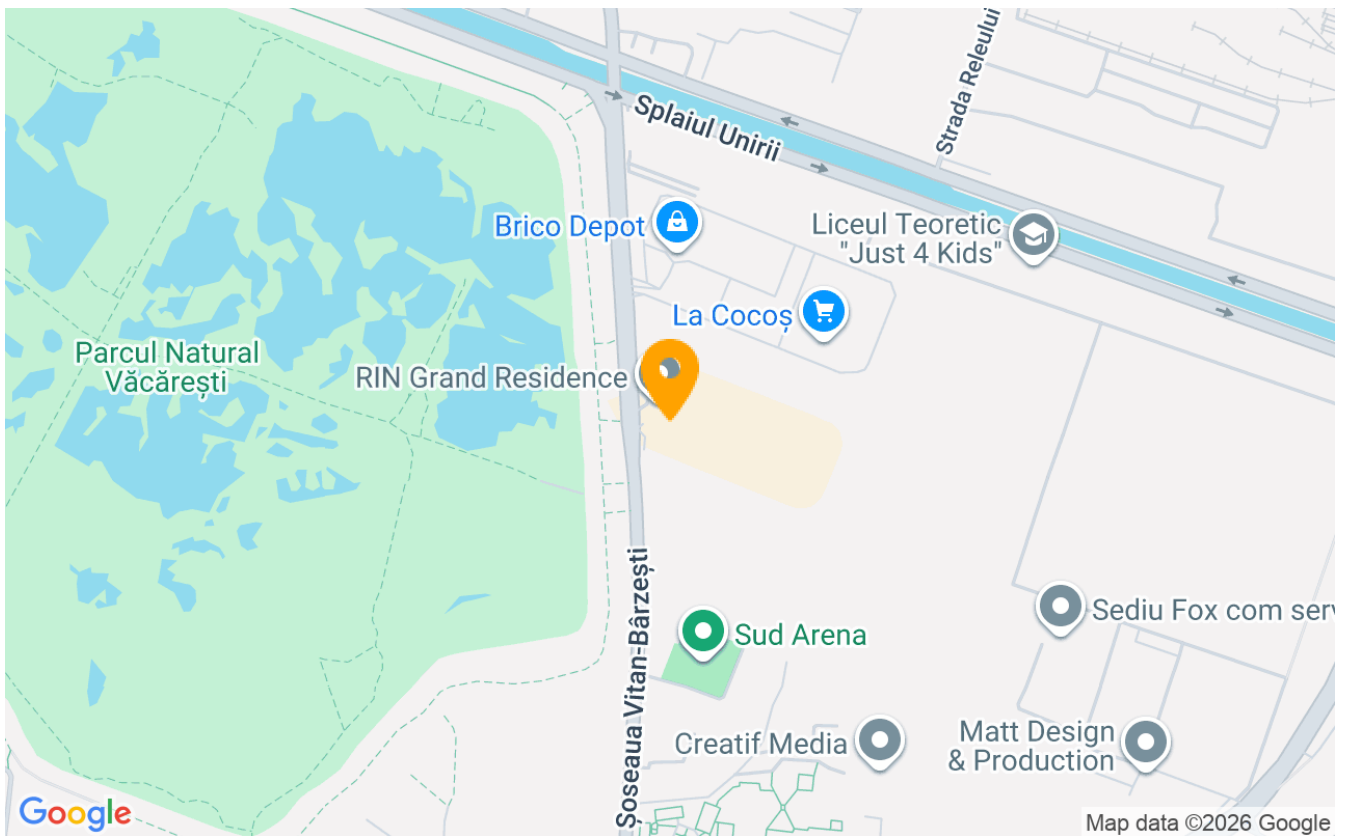 Strada Releului
Splaiul Unirii
Brico Depot
Liceul Teoretic
"Just 4 Kids"
La Cocoș
Parcul Natural
Văcărești
RIN Grand Residence
Șoseaua Vitan-Bârzești
Sediu Fox com serv
Sud Arena
Creatif Media
Matt Design
& Production
Google
Map data ©2026 Google